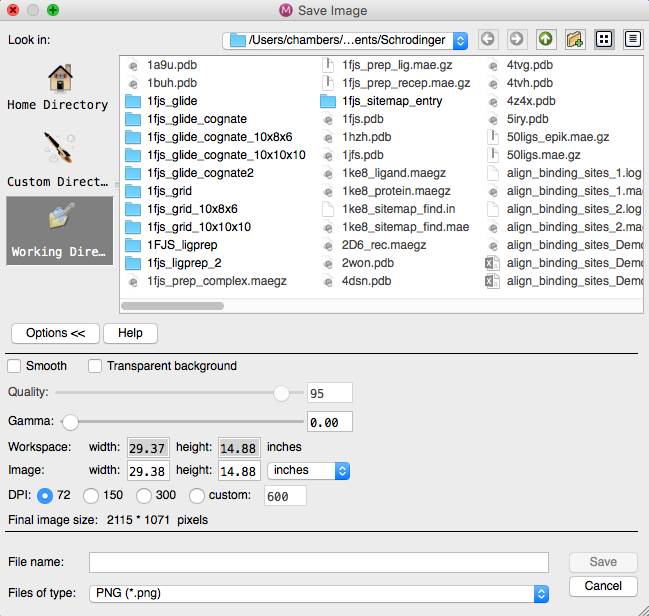 Save Image
Look in:
/Users/chambers/…ents/Schrodinger
Home Directory
Custom Direct…
Working Dire…
1a9u.pdb
1buh.pdb
1fjs_glide
1fjs_glide_cognate
1fjs_glide_cognate_10x8x6
1fjs_glide_cognate_10x10x10
1fjs_glide_cognate2
1fjs_grid
1fjs_grid_10x8x6
1fjs_grid_10x10x10
1FJS_ligprep
1fjs_ligprep_2
1fjs_prep_complex.maegz
1fjs_prep_lig.mae.gz
1fjs_prep_recep.mae.gz
1fjs_sitemap_entry
1fjs.pdb
1hzh.pdb
1jfs.pdb
1ke8_ligand.maegz
1ke8_protein.maegz
1ke8_sitemap_find.in
1ke8_sitemap_find.mae
2D6_rec.maegz
2won.pdb
4dsn.pdb
4tvg.pdb
4tvh.pdb
4z4x.pdb
5iry.pdb
50ligs_epik.mae.gz
50ligs.mae.gz
align_binding_sites_1.log
align_binding_sites_1.ma
align_binding_sites_2.log
align_binding_sites_2.ma
align_binding_sites_Demo
align_binding_sites_Demo
align_binding_sites_Demo
Options <<
Help
Smooth
Transparent background
Quality: 95
Gamma: 0.00
Workspace: width: 29.37 height: 14.88 inches
Image: width: 29.38 height: 14.88 inches
DPI: 72 150 300 custom: 600
Final image size: 2115 * 1071 pixels
File name:
Save
Files of type: PNG (*.png)
Cancel